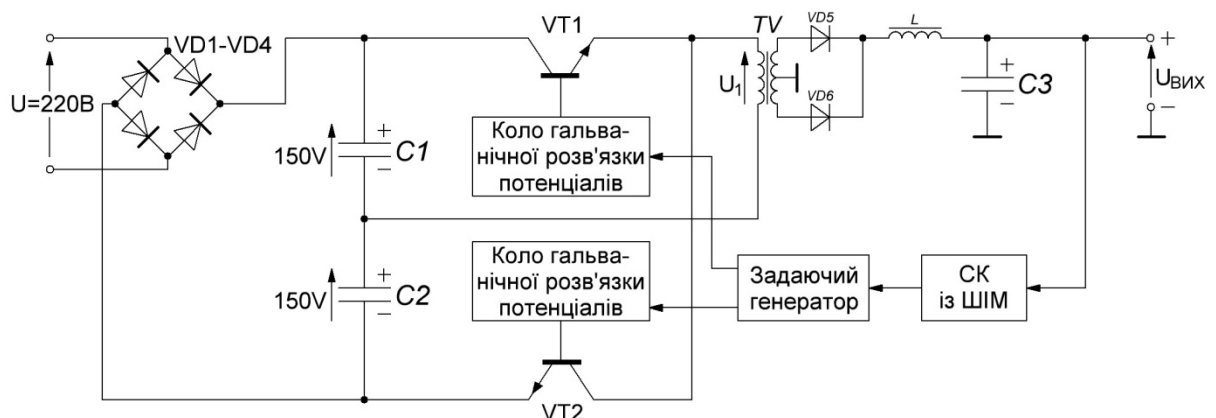 VT1
TV
VD5
L
VD1-VD4
+
U=220В
U1
+
C3
−
UВИХ
−
VD6
Коло гальва-
нічної розв'язки
потенціалів
150V
+
C1
−
Коло гальва-
нічної розв'язки
потенціалів
150V
+
C2
−
Задаючий
генератор
СК
із ШІМ
VT2